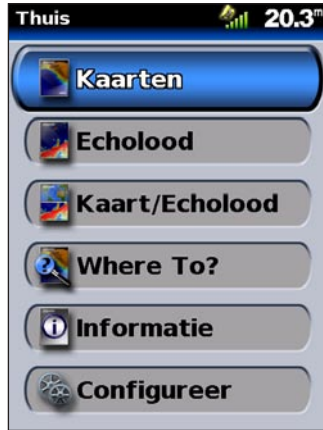 Thuis 20.3m
Kaarten
Echolood
Kaart/Echolood
Where To?
Informatie
Configureer